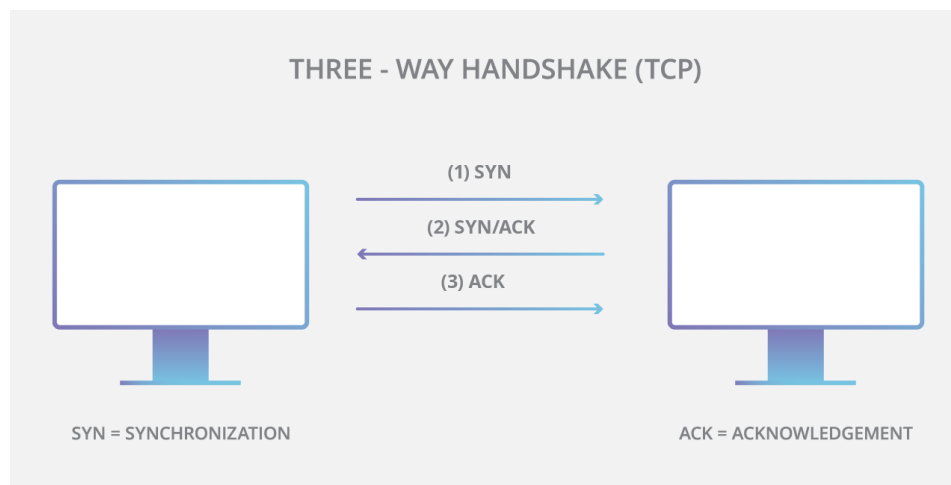 THREE - WAY HANDSHAKE (TCP)
(1) SYN
(2) SYN/ACK
(3) ACK
SYN = SYNCHRONIZATION
ACK = ACKNOWLEDGEMENT